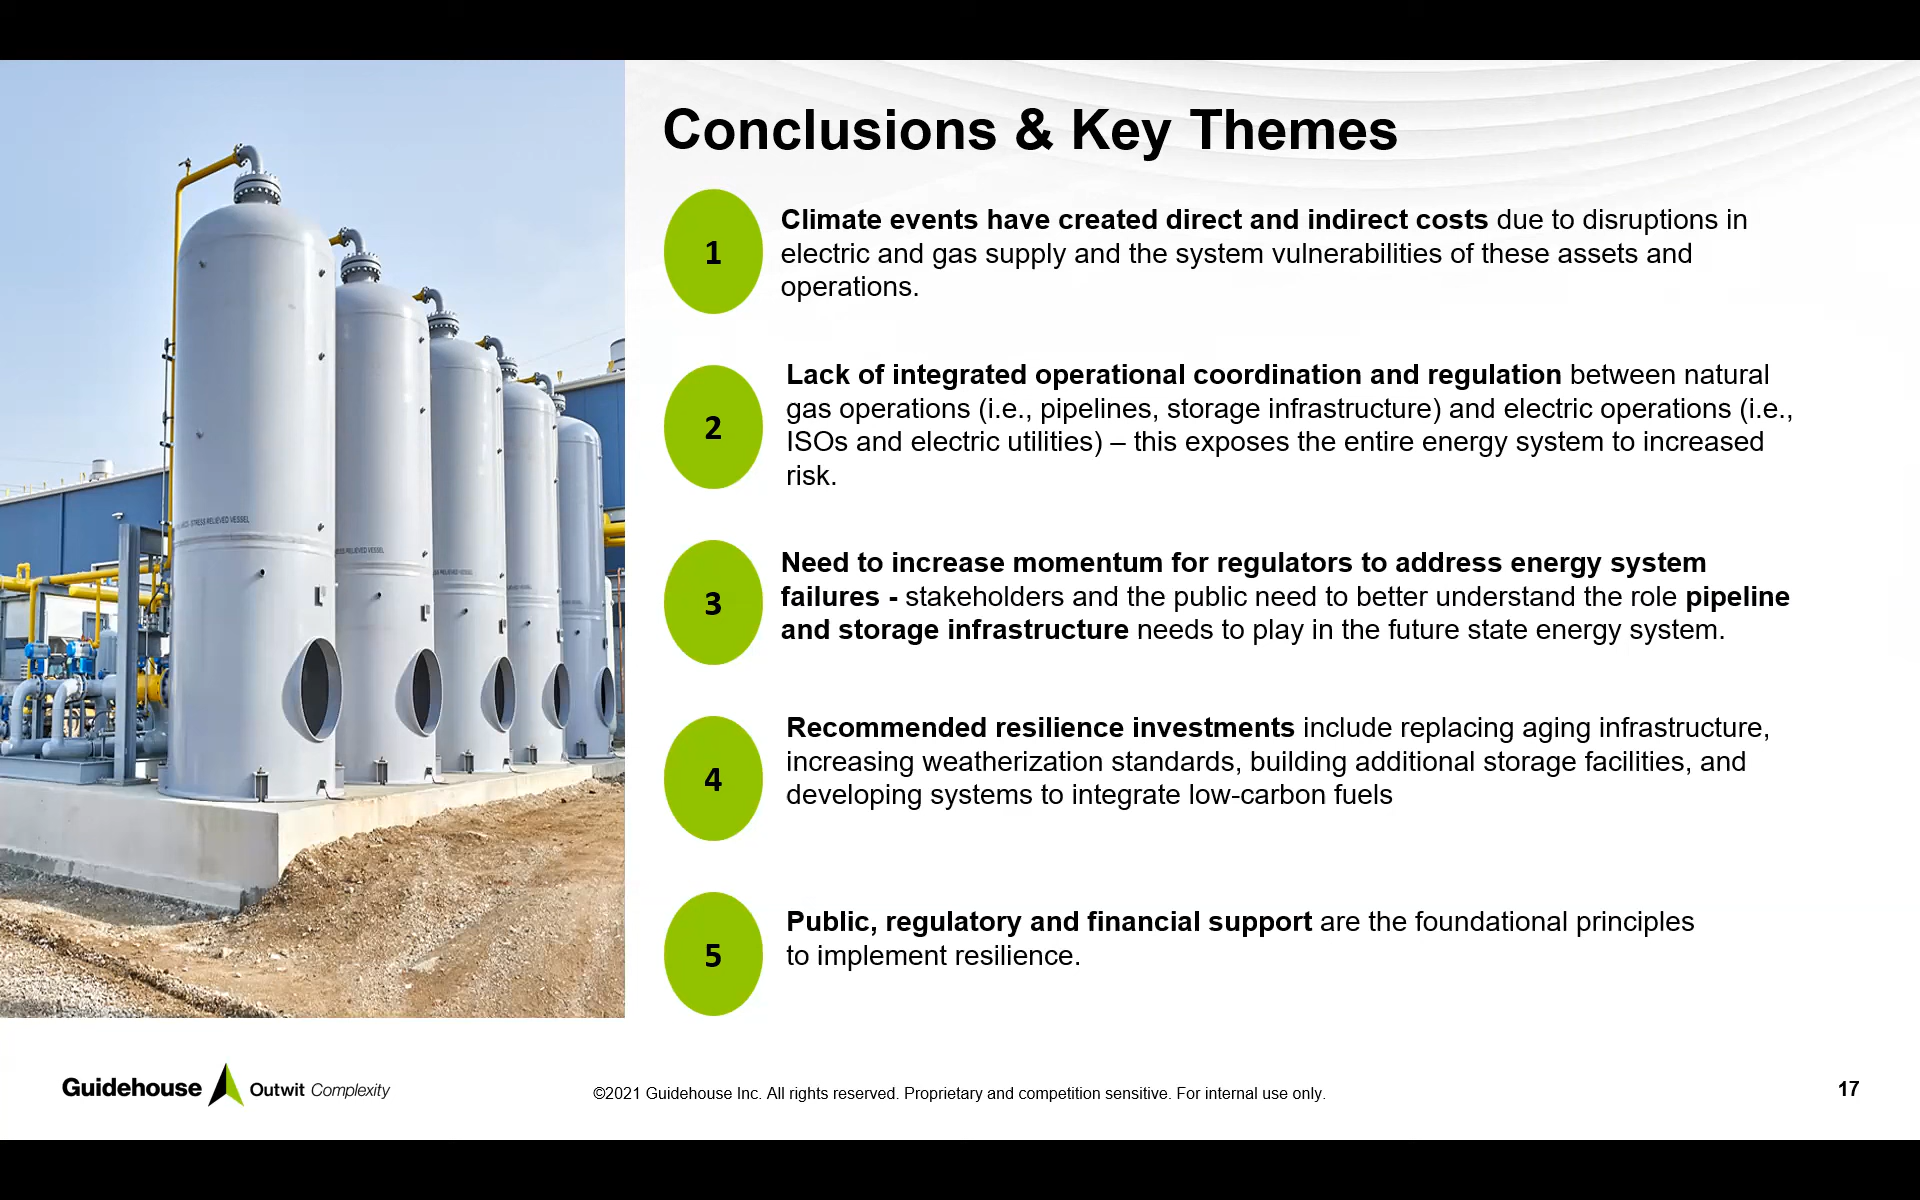 Conclusions & Key Themes
1
Climate events have created direct and indirect costs due to disruptions in
electric and gas supply and the system vulnerabilities of these assets and
operations.
2
Lack of integrated operational coordination and regulation between natural
gas operations (i.e., pipelines, storage infrastructure) and electric operations (i.e.,
ISOs and electric utilities) – this exposes the entire energy system to increased
risk.
3
Need to increase momentum for regulators to address energy system
failures - stakeholders and the public need to better understand the role pipeline
and storage infrastructure needs to play in the future state energy system.
4
Recommended resilience investments include replacing aging infrastructure,
increasing weatherization standards, building additional storage facilities, and
developing systems to integrate low-carbon fuels
5
Public, regulatory and financial support are the foundational principles
to implement resilience.
STRESS RELIEVED VESSEL
RELIEVED VESSEL
RELIEVED VESSEL
Guidehouse Outwit Complexity
©2021 Guidehouse Inc. All rights reserved. Proprietary and competition sensitive. For internal use only.
17